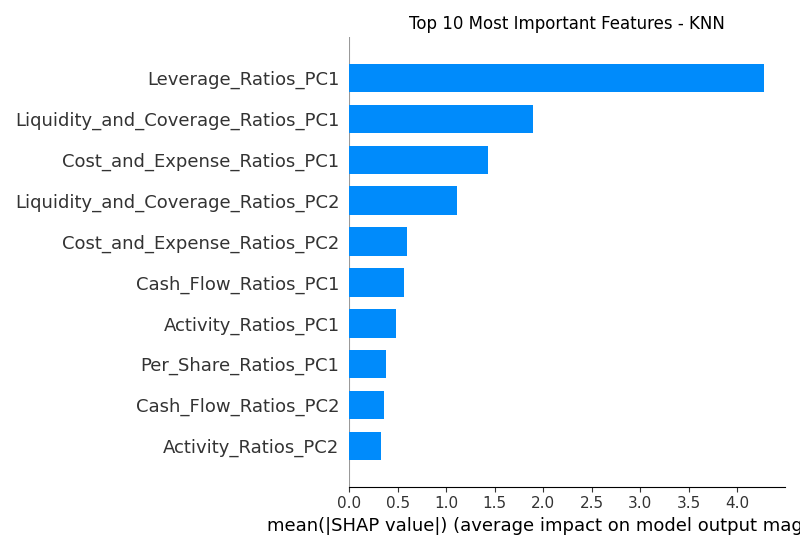 Top 10 Most Important Features - KNN
Leverage_Ratios_PC1
Liquidity_and_Coverage_Ratios_PC1
Cost_and_Expense_Ratios_PC1
Liquidity_and_Coverage_Ratios_PC2
Cost_and_Expense_Ratios_PC2
Cash_Flow_Ratios_PC1
Activity_Ratios_PC1
Per_Share_Ratios_PC1
Cash_Flow_Ratios_PC2
Activity_Ratios_PC2
0.0 0.5 1.0 1.5 2.0 2.5 3.0 3.5 4.0
mean(|SHAP value|) (average impact on model output mag